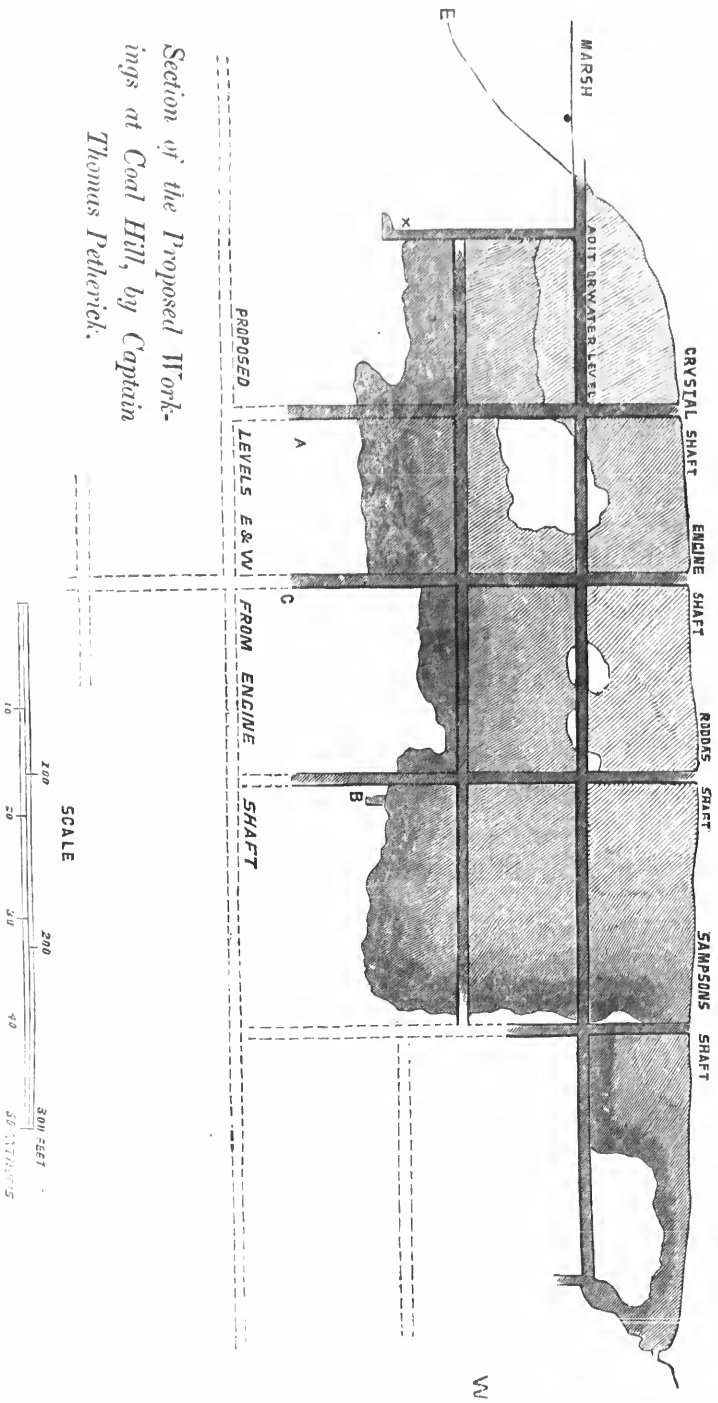 E
MARSH
ADIT OR WATER LEVEL
CRYSTAL SHAFT
ENGINE SHAFT
RODDAS SHAFT
SAMPSONS SHAFT
X
A
C
B
W
PROPOSED LEVELS E & W FROM ENGINE SHAFT
Section of the Proposed Work-
ings at Coal Hill, by Captain
Thomas Petherick.
SCALE
100 200 300 FEET
10 20 30 40 50 FATHOMS